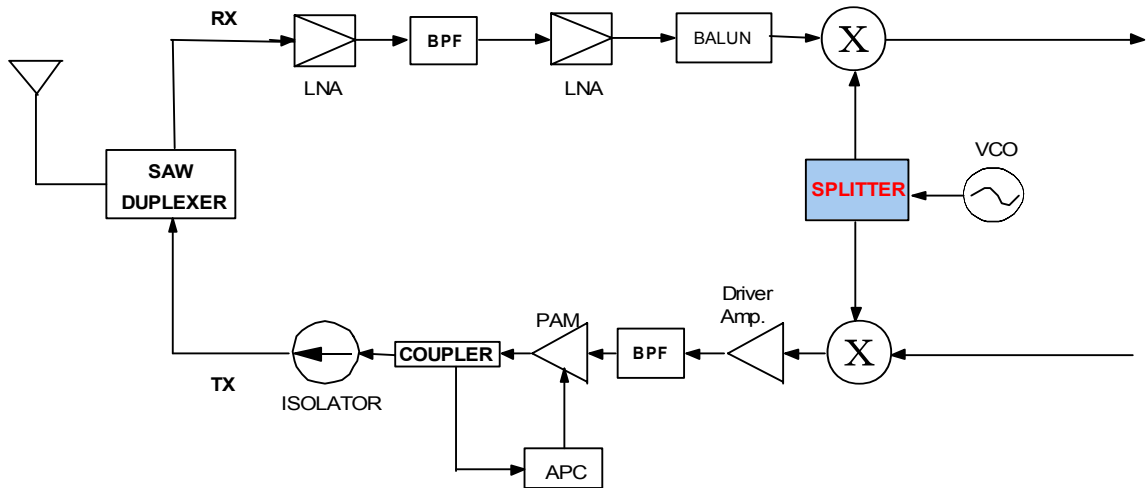 RX
LNA
BPF
LNA
BALUN
X
SAW
DUPLEXER
SPLITTER
VCO
TX
ISOLATOR
COUPLER
PAM
BPF
Driver
Amp.
X
APC